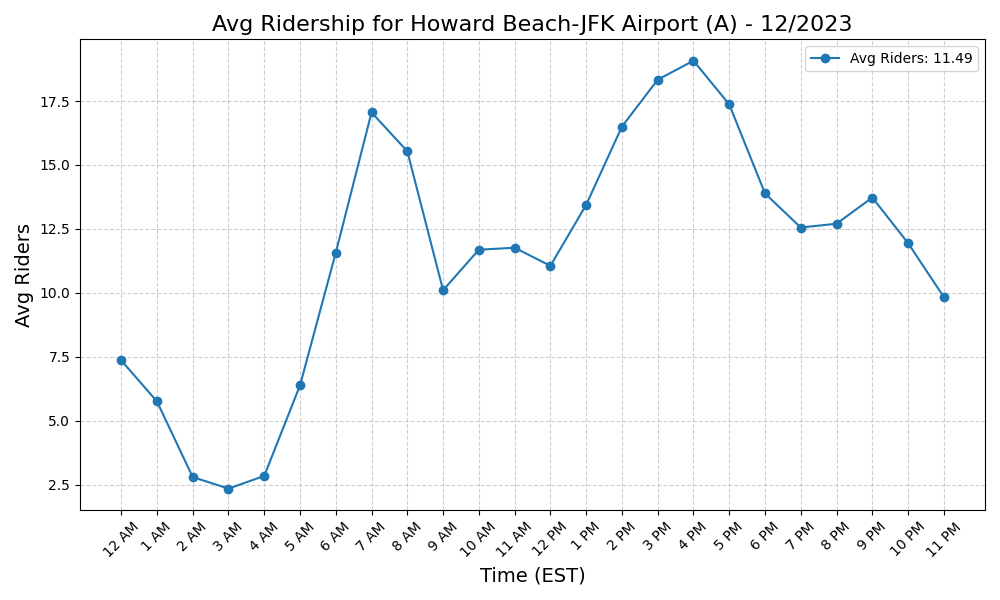 Avg Ridership for Howard Beach-JFK Airport (A) - 12/2023
Avg Riders: 11.49
Avg Riders
17.5
15.0
12.5
10.0
7.5
5.0
2.5
12 AM
1 AM
2 AM
3 AM
4 AM
5 AM
6 AM
7 AM
8 AM
9 AM
10 AM
11 AM
12 PM
1 PM
2 PM
3 PM
4 PM
5 PM
6 PM
7 PM
8 PM
9 PM
10 PM
11 PM
Time (EST)